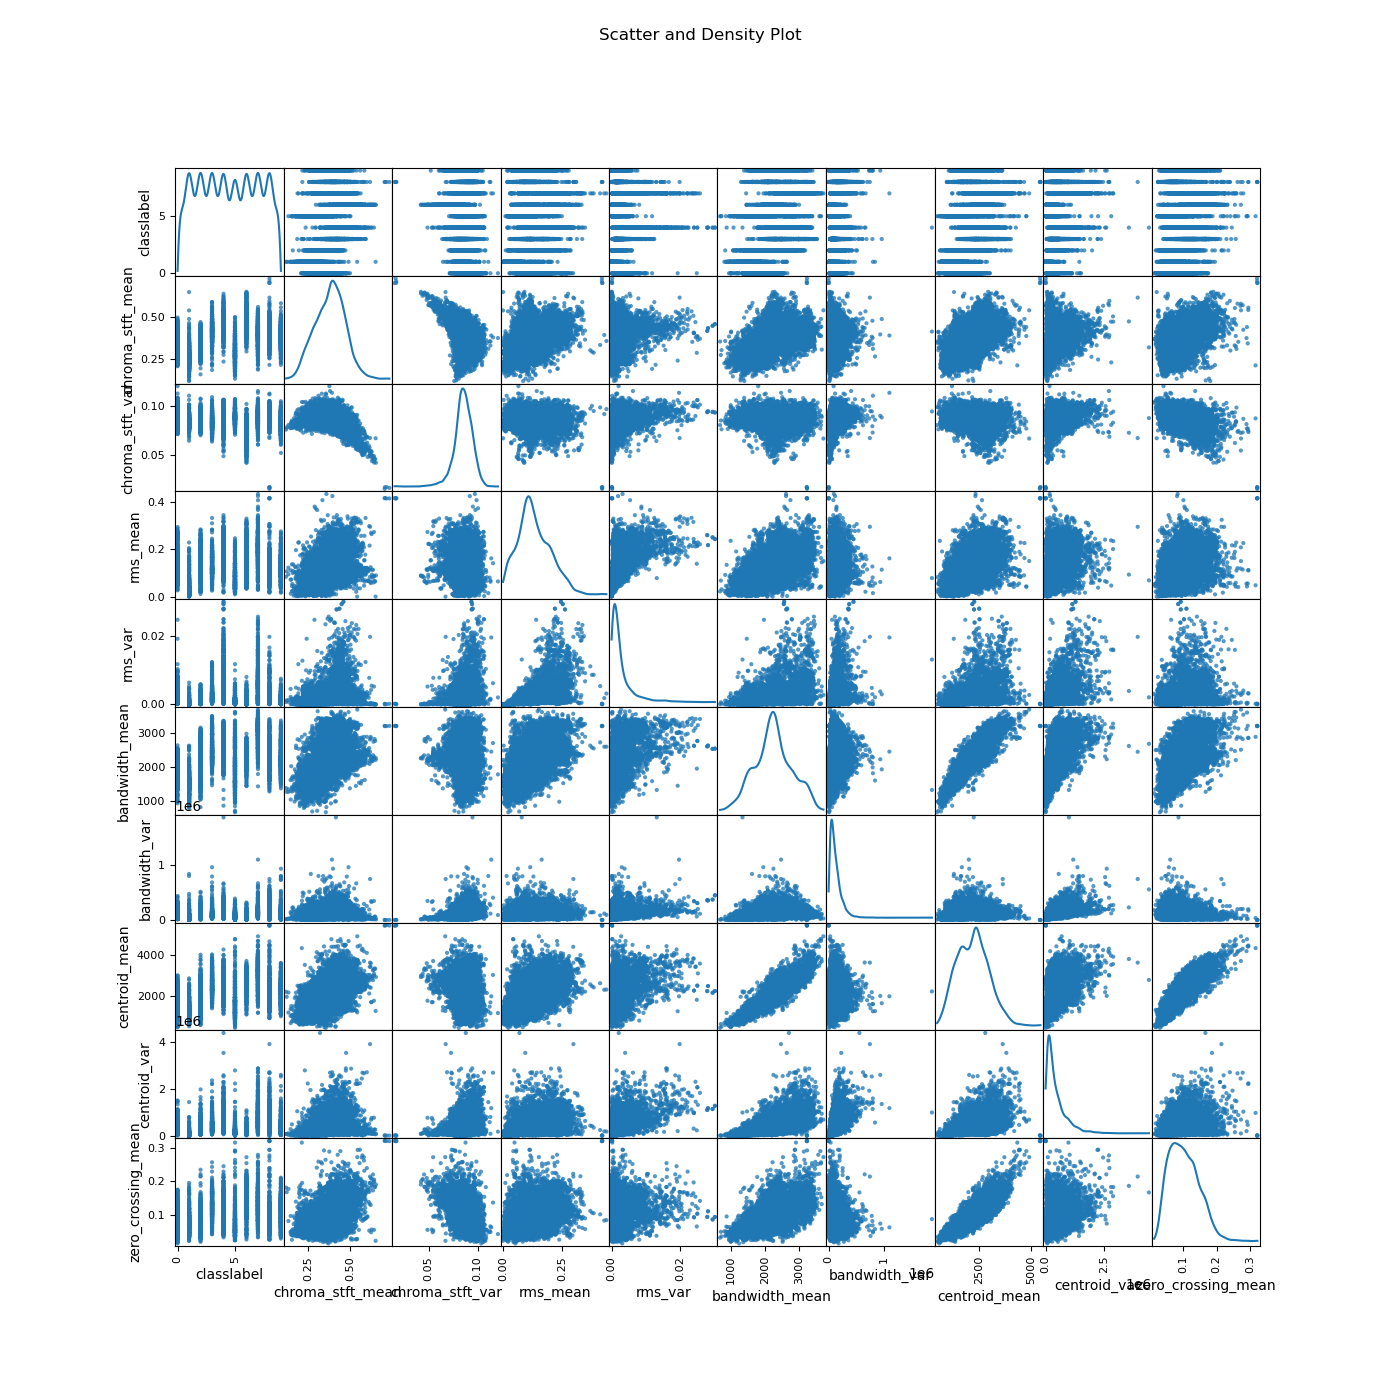 Scatter and Density Plot
classlabel
5
0
chroma_stft_mean
0.50
0.25
chroma_stft_var
0.10
0.05
rms_mean
0.4
0.2
0.0
rms_var
0.02
0.00
bandwidth_mean
3000
2000
1000
1e6
bandwidth_var
1
0
centroid_mean
4000
2000
1e6
centroid_var
4
2
0
zero_crossing_mean
0.3
0.2
0.1
0 5 0.25 0.50 0.05 0.10 0.00 0.25 0.00 0.02 1000 2000 3000 0 1 1e6 2500 5000 0.0 2.5 1e6 0.1 0.2 0.3
classlabel chroma_stft_mean chroma_stft_var rms_mean rms_var bandwidth_mean bandwidth_var centroid_mean centroid_var zero_crossing_mean